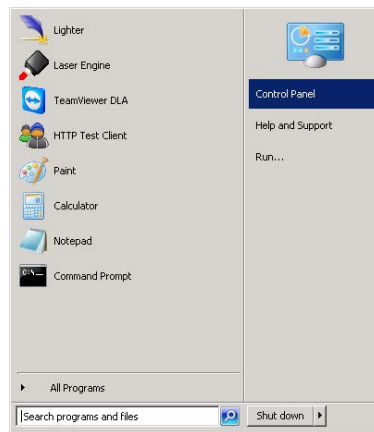 Lighter
Laser Engine
TeamViewer DLA
HTTP Test Client
Paint
Calculator
Notepad
C:\
Command Prompt
All Programs
Search programs and files
Control Panel
Help and Support
Run...
Shut down